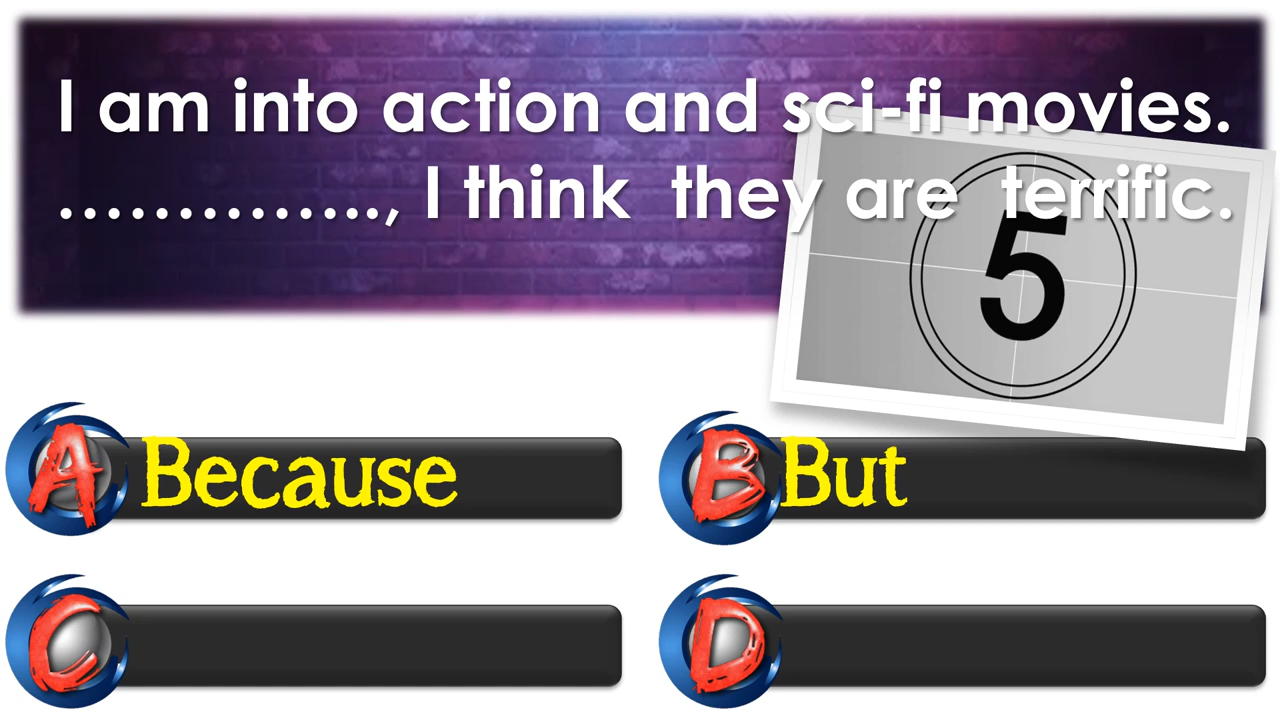 I am into action and sci-fi movies.
.............., I think they are terrific.
5
A Because
B But
C
D